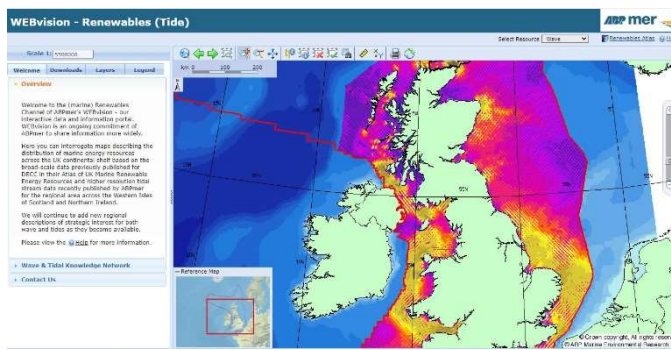 WEBvision - Renewables (Tide)
ABP mer
Select Resource Wave Renewables Atlas
Scale 1:
Welcome Downloads Layers Legend
km 0 100 200
Overview
Welcome to the (marine) Renewables
Channel of ABPmer's WEBvision – our
interactive data and information portal.
WEBvision is an ongoing commitment of
ABPmer to share information more widely.
Here you can interrogate maps describing the
distribution of marine energy resources
across the UK continental shelf based on the
broad-scale data previously published for
DECC in their Atlas of UK Marine Renewable
Energy Resources and higher resolution tidal
stream data recently published by ABPmer
for the regional area across the Western Isles
of Scotland and Northern Ireland.
We will continue to add new regional
descriptions of strategic interest for both
wave and tides as they become available.
Please view the Help for more information.
Wave & Tidal Knowledge Network
Contact Us
Reference Map
55N
© Crown copyright, All rights reser
© ABP Marine Environmental Research